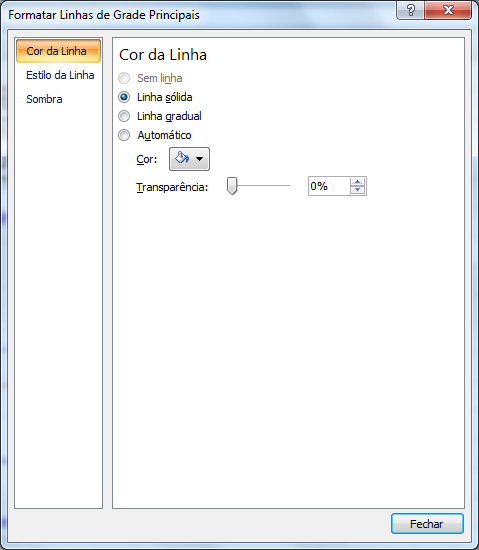 Formatar Linhas de Grade Principais
Cor da Linha
Estilo da Linha
Sombra
Cor da Linha
Sem linha
Linha sólida
Linha gradual
Automático
Cor:
Transparência: 0%
Fechar